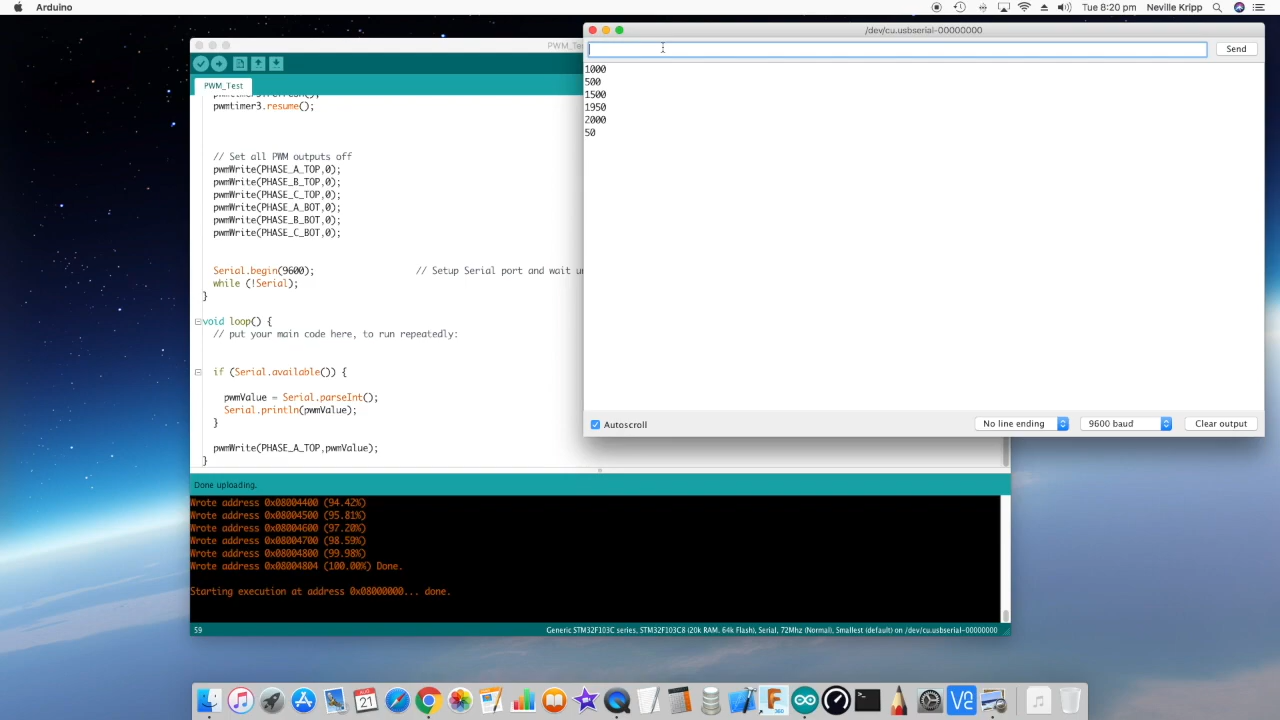 Arduino
Tue 8:20 pm
Neville Kripp
/dev/cu.usbserial-00000000
Send
1000
500
1500
1950
2000
50
Autoscroll
No line ending
9600 baud
Clear output
PWM_Test
pwmtimer3.resume();
// Set all PWM outputs off
pwmWrite(PHASE_A_TOP,0);
pwmWrite(PHASE_B_TOP,0);
pwmWrite(PHASE_C_TOP,0);
pwmWrite(PHASE_A_BOT,0);
pwmWrite(PHASE_B_BOT,0);
pwmWrite(PHASE_C_BOT,0);
Serial.begin(9600); // Setup Serial port and wait
while (!Serial);
}
void loop() {
// put your main code here, to run repeatedly:
if (Serial.available()) {
pwmValue = Serial.parseInt();
Serial.println(pwmValue);
}
pwmWrite(PHASE_A_TOP,pwmValue);
}
Done uploading.
Wrote address 0x08004400 (94.42%)
Wrote address 0x08004500 (95.81%)
Wrote address 0x08004600 (97.20%)
Wrote address 0x08004700 (98.59%)
Wrote address 0x08004800 (99.98%)
Wrote address 0x08004804 (100.00%) Done.
Starting execution at address 0x08000000... done.
59
Generic STM32F103C series, STM32F103C8 (20k RAM. 64k Flash), Serial, 72Mhz (Normal), Smallest (default) on /dev/cu.usbserial-00000000
AUG
21